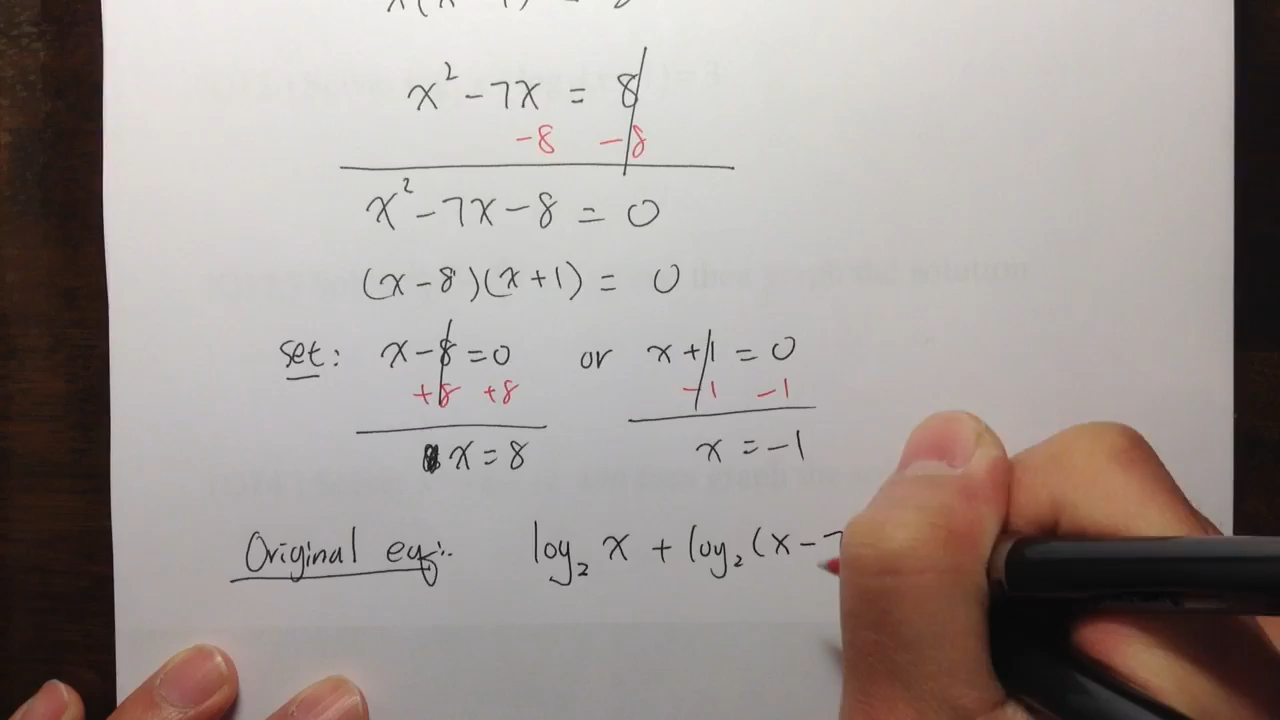 x² - 7x = 8
-8 -8
x² - 7x - 8 = 0
(x - 8)(x + 1) = 0
set: x - 8 = 0 or x + 1 = 0
+8 +8 -1 -1
x = 8 x = -1
Original eq: log₂ x + log₂ (x - 7